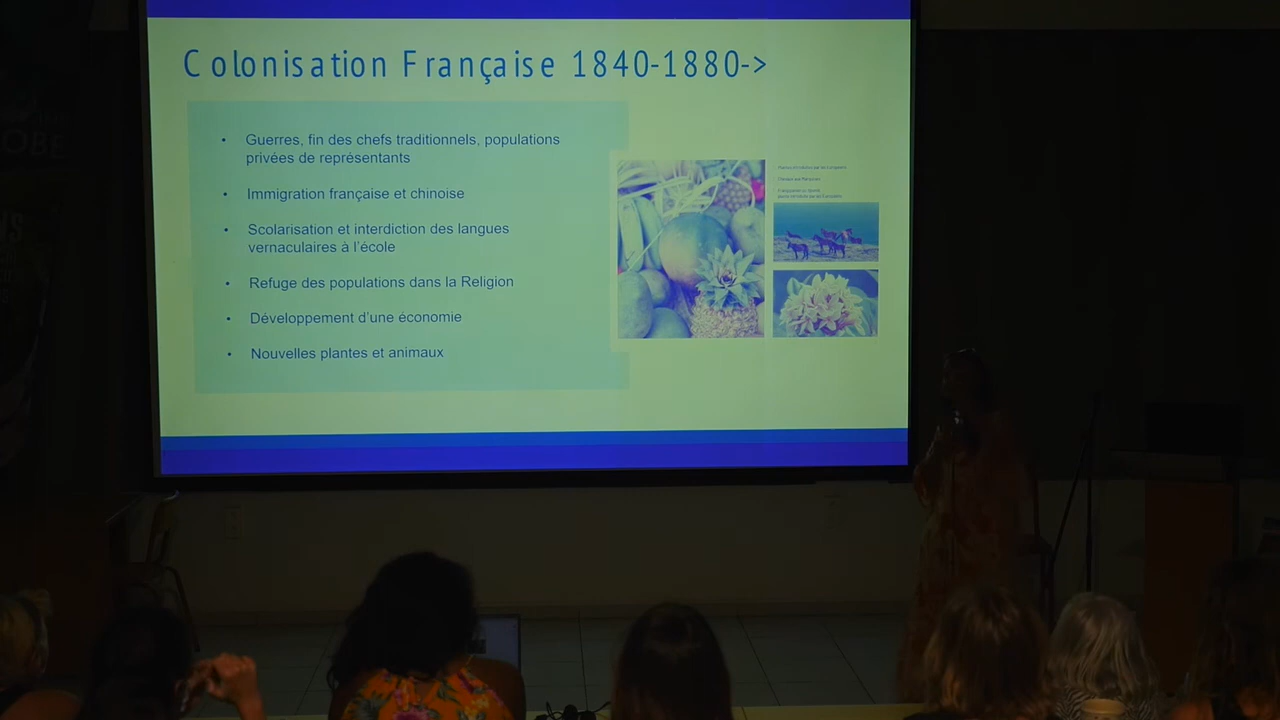 Colonisation Française 1840-1880->
• Guerres, fin des chefs traditionnels, populations
privées de représentants
• Immigration française et chinoise
• Scolarisation et interdiction des langues
vernaculaires à l'école
• Refuge des populations dans la Religion
• Développement d'une économie
• Nouvelles plantes et animaux